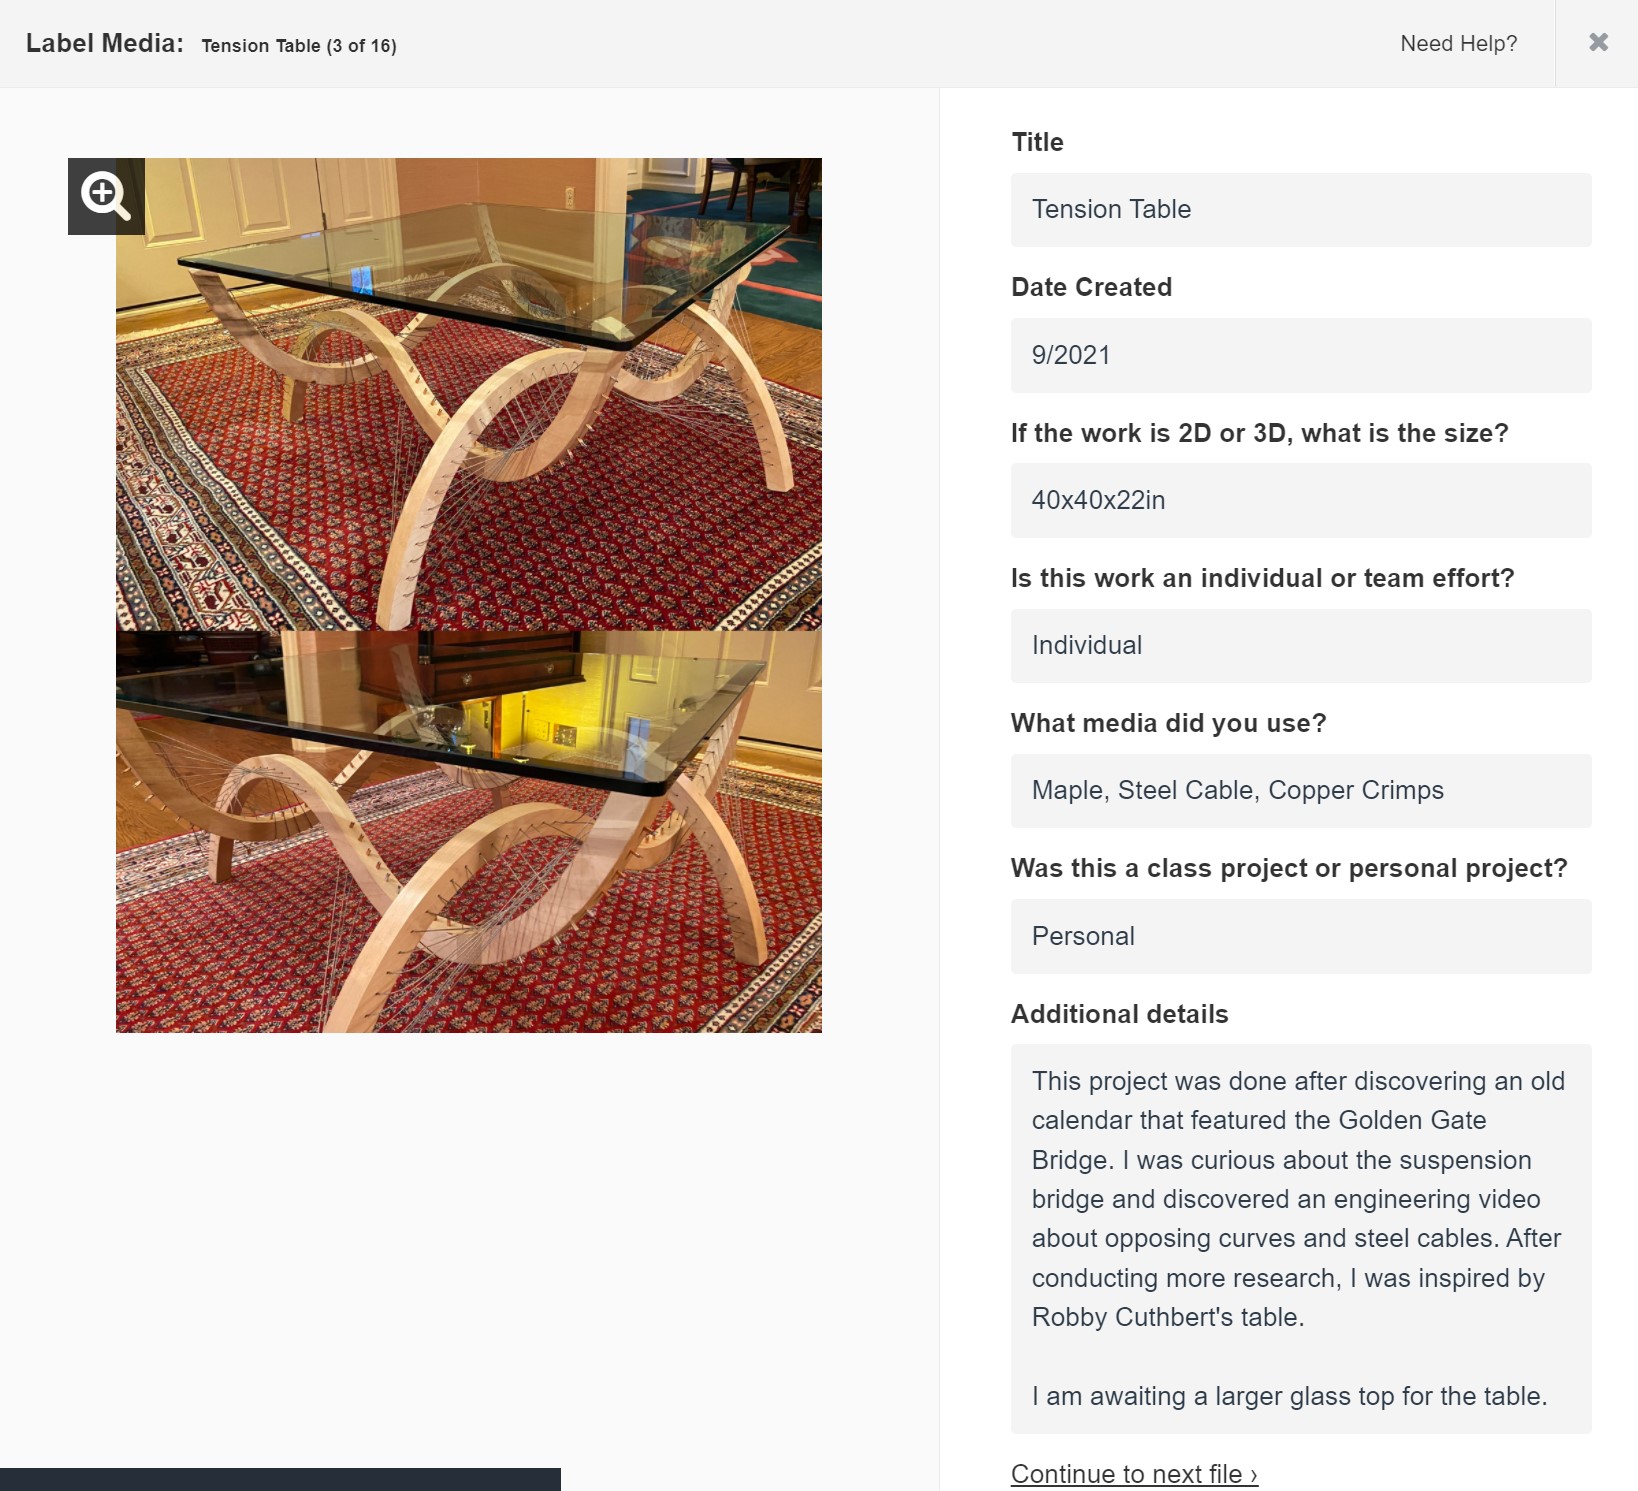 Label Media: Tension Table (3 of 16)
Need Help?
Title
Tension Table
Date Created
9/2021
If the work is 2D or 3D, what is the size?
40x40x22in
Is this work an individual or team effort?
Individual
What media did you use?
Maple, Steel Cable, Copper Crimps
Was this a class project or personal project?
Personal
Additional details
This project was done after discovering an old
calendar that featured the Golden Gate
Bridge. I was curious about the suspension
bridge and discovered an engineering video
about opposing curves and steel cables. After
conducting more research, I was inspired by
Robby Cuthbert's table.
I am awaiting a larger glass top for the table.
Continue to next file ›